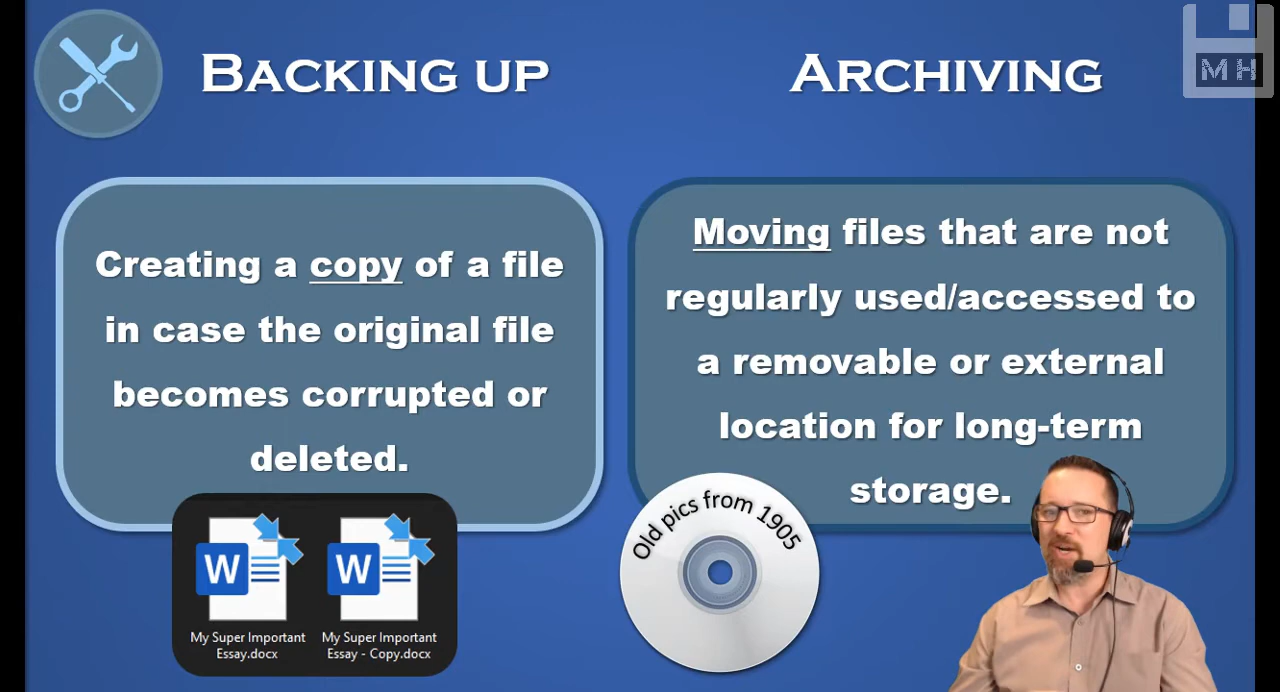 BACKING UP
ARCHIVING
MH
Creating a copy of a file
in case the original file
becomes corrupted or
deleted.
Moving files that are not
regularly used/accessed to
a removable or external
location for long-term
storage.
W
W
My Super Important
Essay.docx
My Super Important
Essay - Copy.docx
Old pics from 1905